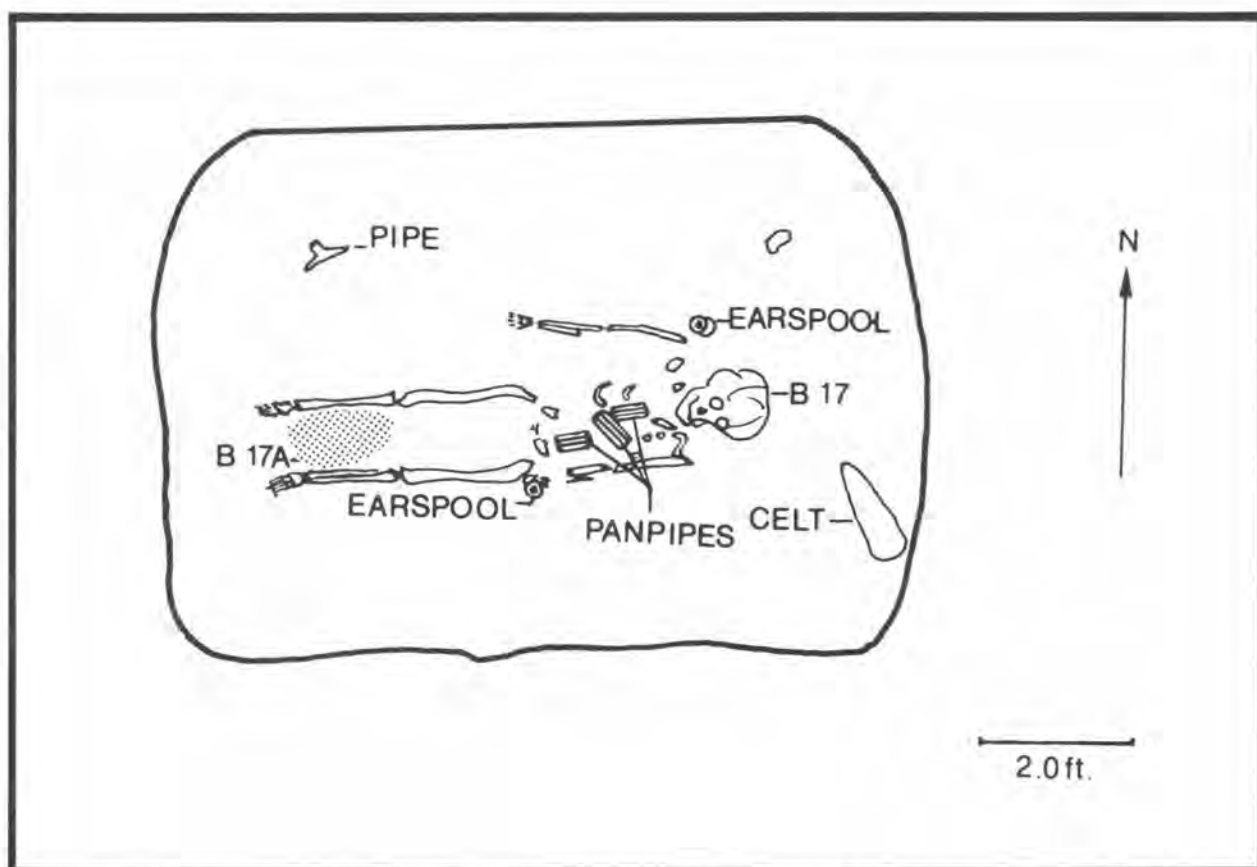 PIPE
N
EARSPOOL
B 17
B 17A
EARSPOOL
PANPIPES
CELT
2.0 ft.